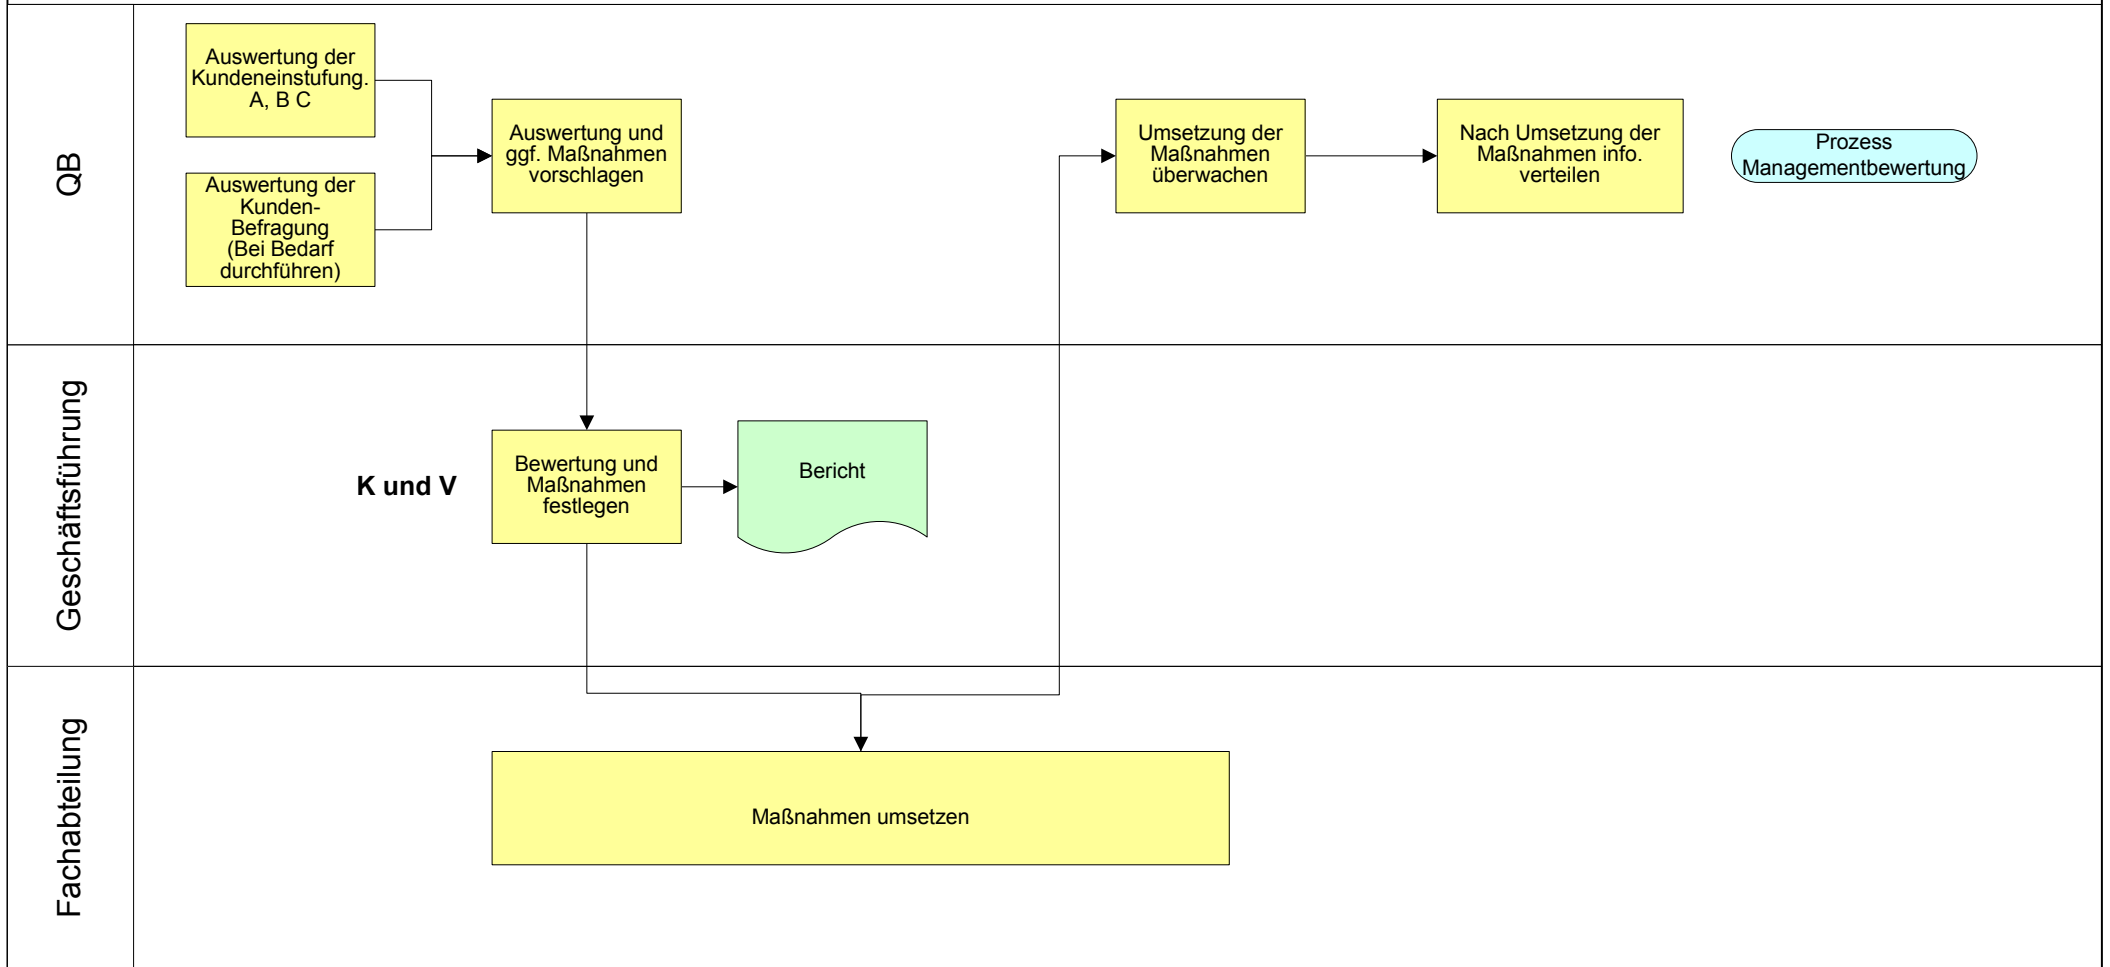 QB
Auswertung der
Kundeneinstufung.
A, B C
Auswertung der
Kunden-
Befragung
(Bei Bedarf
durchführen)
Auswertung und
ggf. Maßnahmen
vorschlagen
Umsetzung der
Maßnahmen
überwachen
Nach Umsetzung der
Maßnahmen info.
verteilen
Prozess
Managementbewertung
Geschäftsführung
K und V
Bewertung und
Maßnahmen
festlegen
Bericht
Fachabteilung
Maßnahmen umsetzen